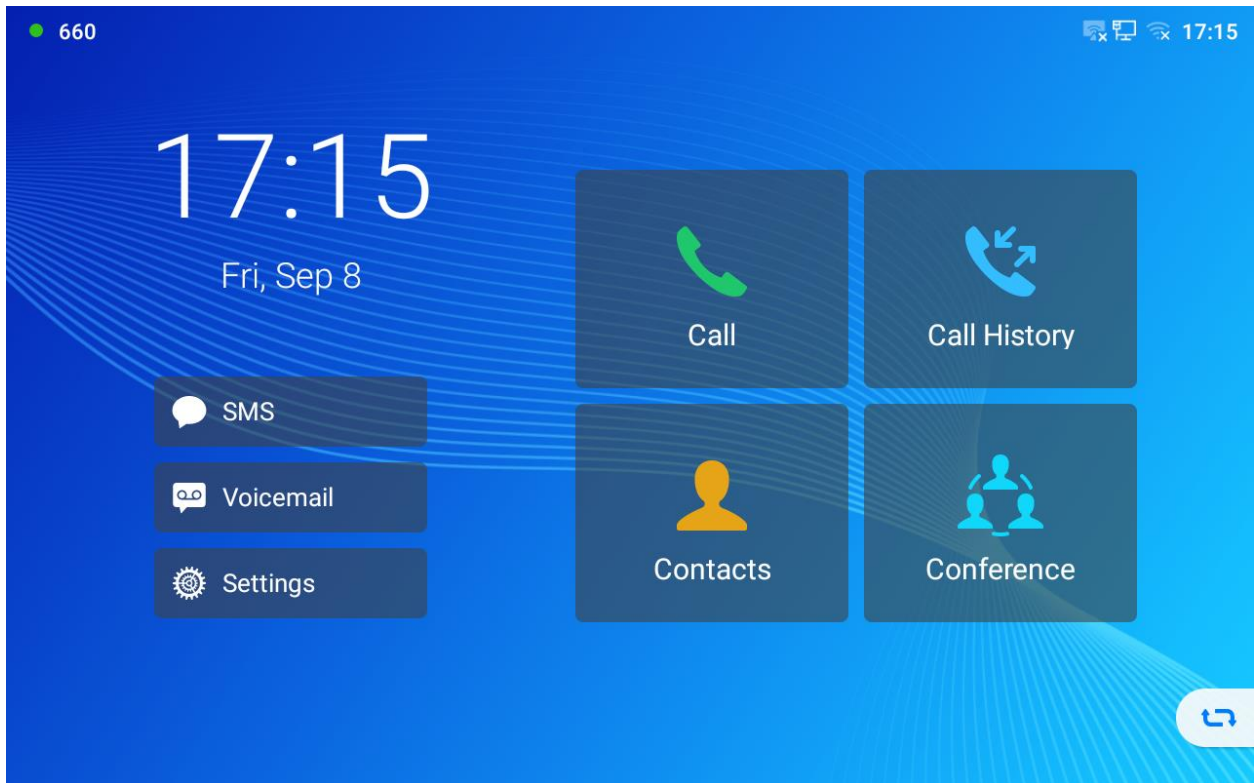 660
17:15
17:15
Fri, Sep 8
SMS
Voicemail
Settings
Call
Call History
Contacts
Conference